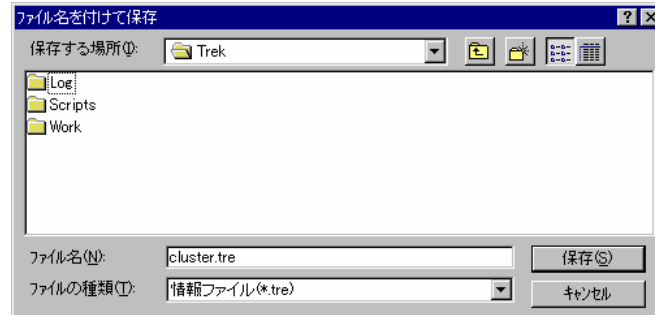 ファイル名を付けて保存
保存する場所(I): Trek
Log
Scripts
Work
ファイル名(N): cluster.tre 保存(S)
ファイルの種類(T): 情報ファイル(*.tre) キャンセル